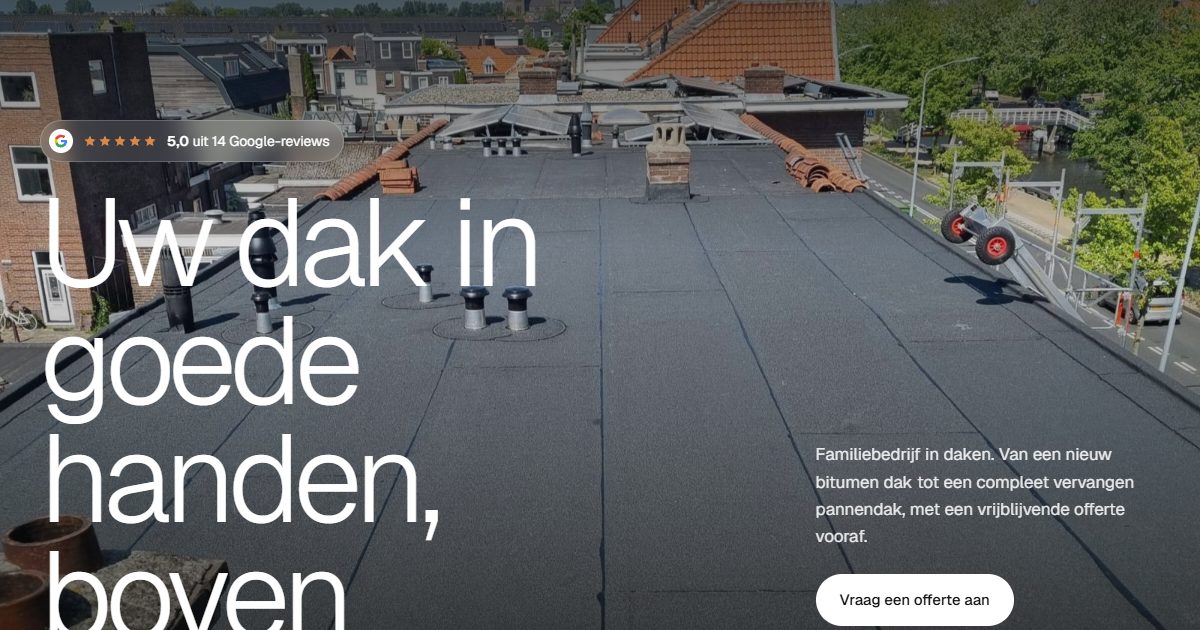 5,0 uit 14 Google-reviews
Uw dak in
goede
handen,
boven
Familiebedrijf in daken. Van een nieuw
bitumen dak tot een compleet vervangen
pannendak, met een vrijblijvende offerte
vooraf.
Vraag een offerte aan